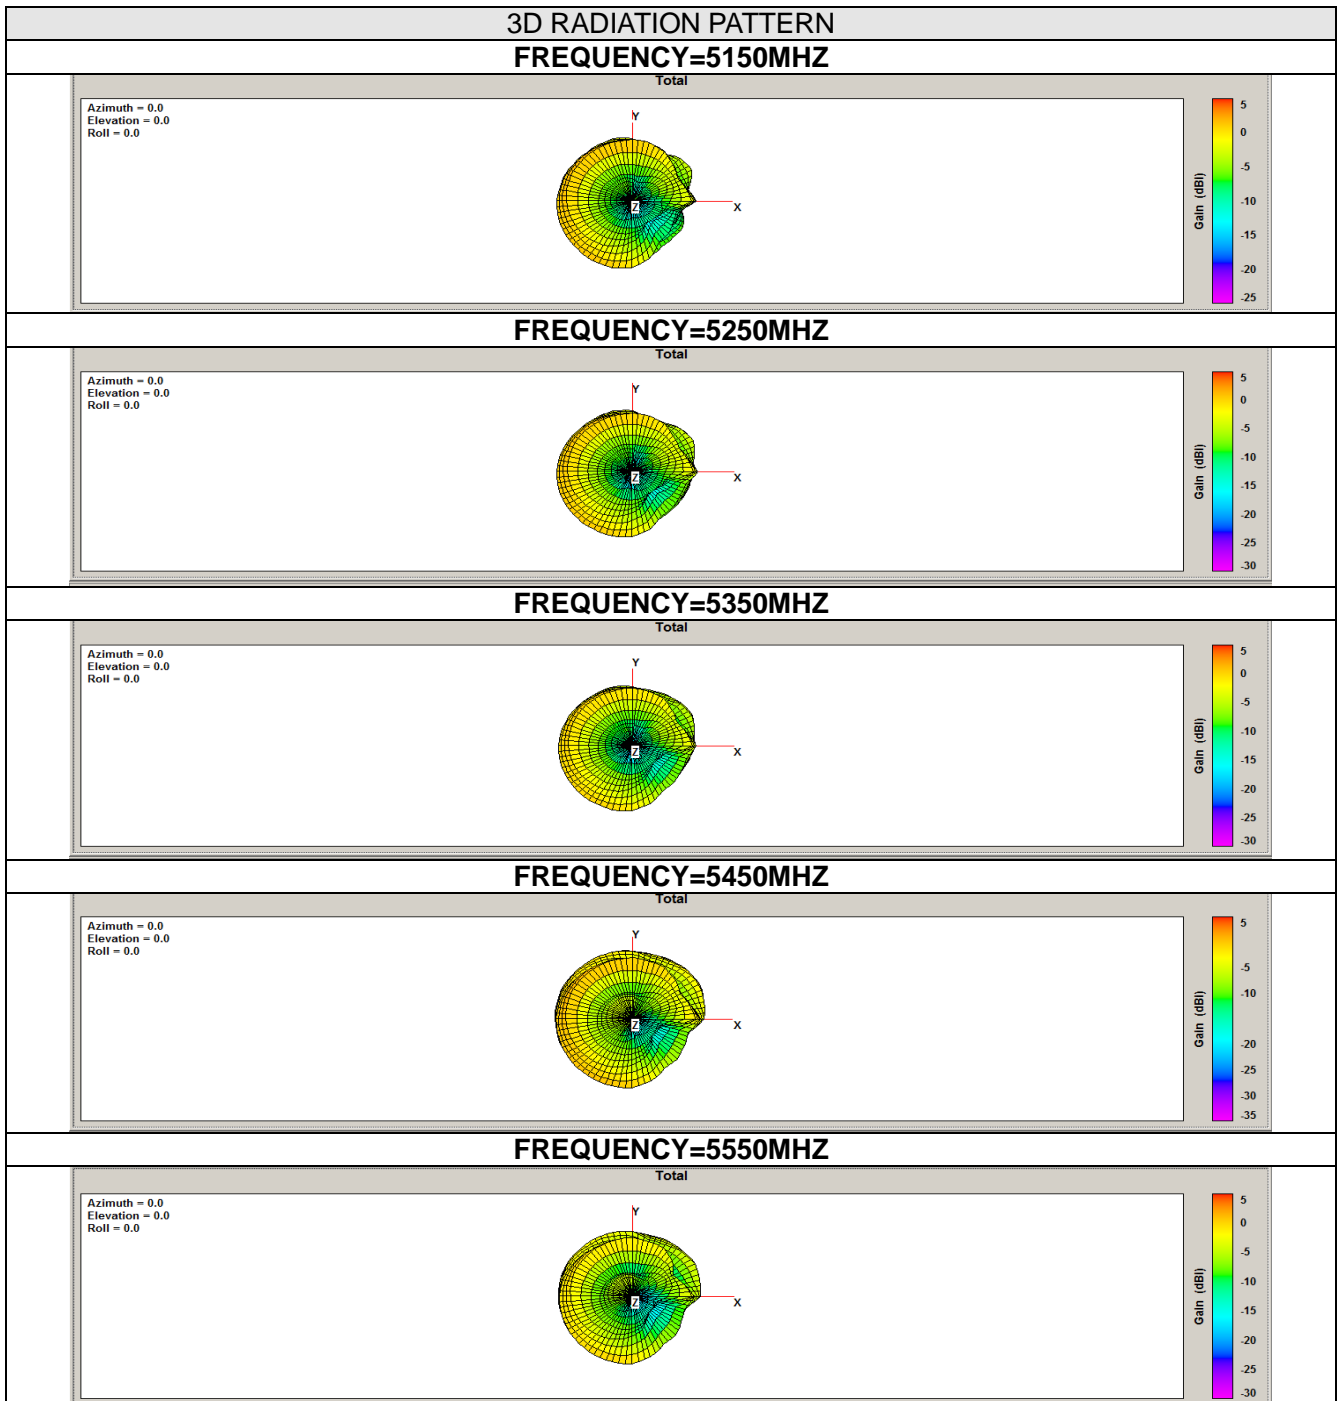 3D RADIATION PATTERN
FREQUENCY=5150MHZ
Total
Azimuth = 0.0
Elevation = 0.0
Roll = 0.0
Y
Z
X
Gain (dBi)
5
0
-5
-10
-15
-20
-25
FREQUENCY=5250MHZ
Total
Azimuth = 0.0
Elevation = 0.0
Roll = 0.0
Y
Z
X
Gain (dBi)
5
0
-5
-10
-15
-20
-25
-30
FREQUENCY=5350MHZ
Total
Azimuth = 0.0
Elevation = 0.0
Roll = 0.0
Y
Z
X
Gain (dBi)
5
0
-5
-10
-15
-20
-25
-30
FREQUENCY=5450MHZ
Total
Azimuth = 0.0
Elevation = 0.0
Roll = 0.0
Y
Z
X
Gain (dBi)
5
-5
-10
-20
-25
-30
-35
FREQUENCY=5550MHZ
Total
Azimuth = 0.0
Elevation = 0.0
Roll = 0.0
Y
Z
X
Gain (dBi)
5
0
-5
-10
-15
-20
-25
-30